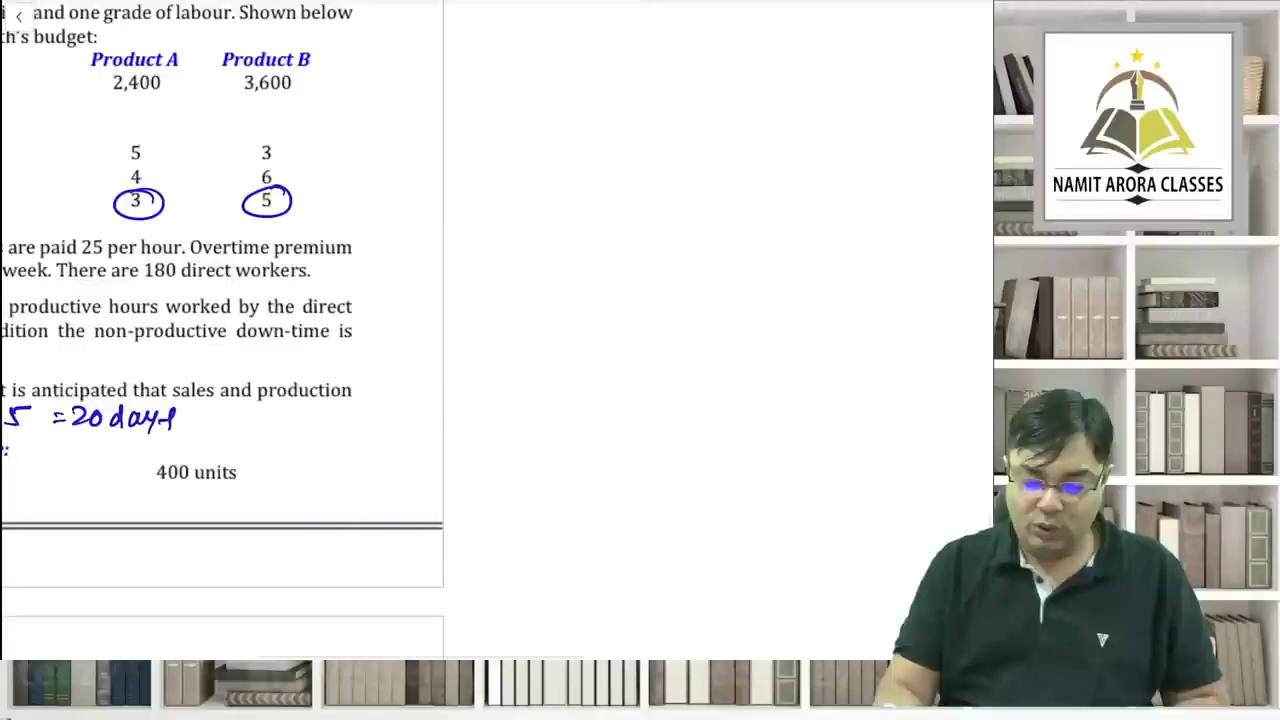 and one grade of labour. Shown below
th's budget:
Product A Product B
2,400 3,600
5 3
4 6
3 5
are paid 25 per hour. Overtime premium
week. There are 180 direct workers.
productive hours worked by the direct
dition the non-productive down-time is
t is anticipated that sales and production
5 = 20 days
400 units
NAMIT ARORA CLASSES